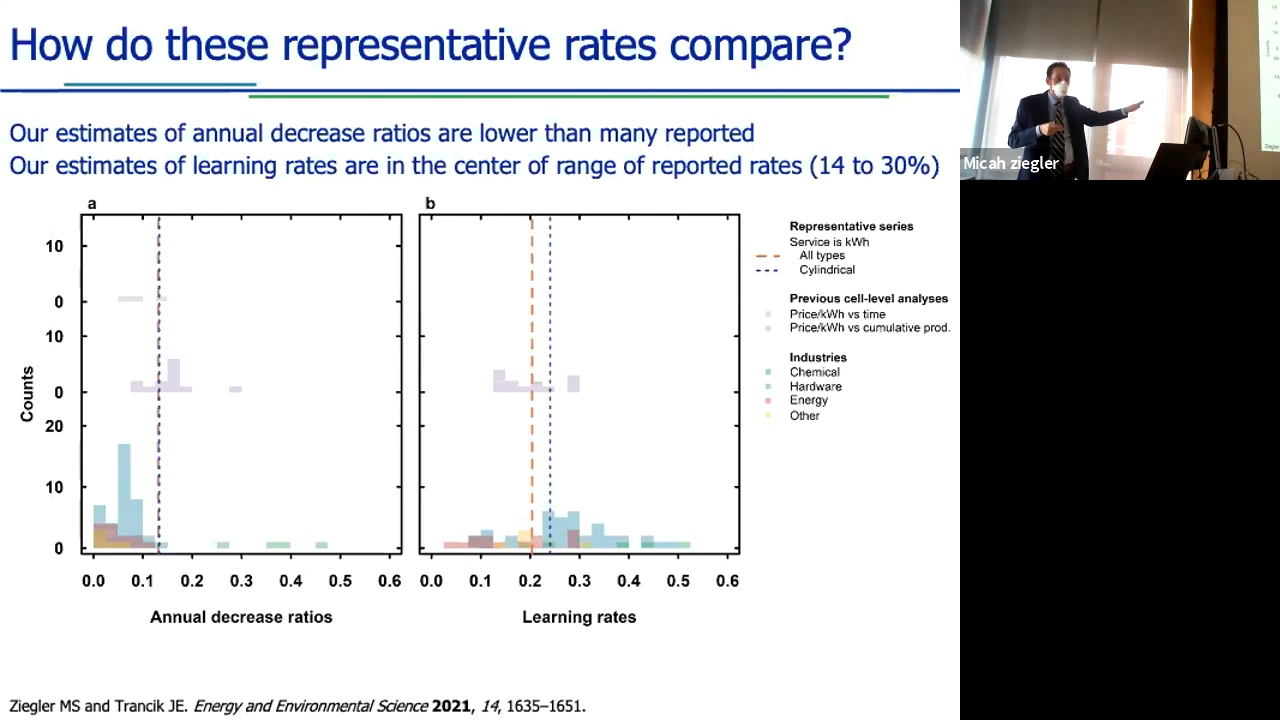 How do these representative rates compare?
Our estimates of annual decrease ratios are lower than many reported
Our estimates of learning rates are in the center of range of reported rates (14 to 30%)
Micah ziegler
a
b
10
0
10
0
20
10
0
Counts
0.0 0.1 0.2 0.3 0.4 0.5 0.6
Annual decrease ratios
0.0 0.1 0.2 0.3 0.4 0.5 0.6
Learning rates
Representative series
Service is kWh
All types
Cylindrical
Previous cell-level analyses
Price/kWh vs time
Price/kWh vs cumulative prod.
Industries
Chemical
Hardware
Energy
Other
Ziegler MS and Trancik JE. Energy and Environmental Science 2021, 14, 1635–1651.